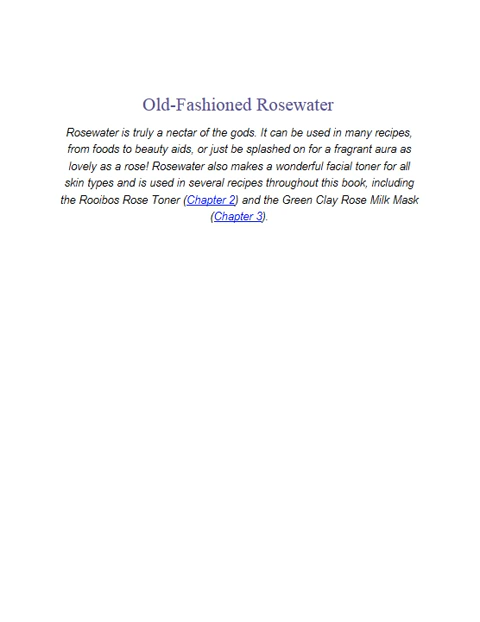 Old-Fashioned Rosewater
Rosewater is truly a nectar of the gods. It can be used in many recipes,
from foods to beauty aids, or just be splashed on for a fragrant aura as
lovely as a rose! Rosewater also makes a wonderful facial toner for all
skin types and is used in several recipes throughout this book, including
the Rooibos Rose Toner (Chapter 2) and the Green Clay Rose Milk Mask
(Chapter 3).